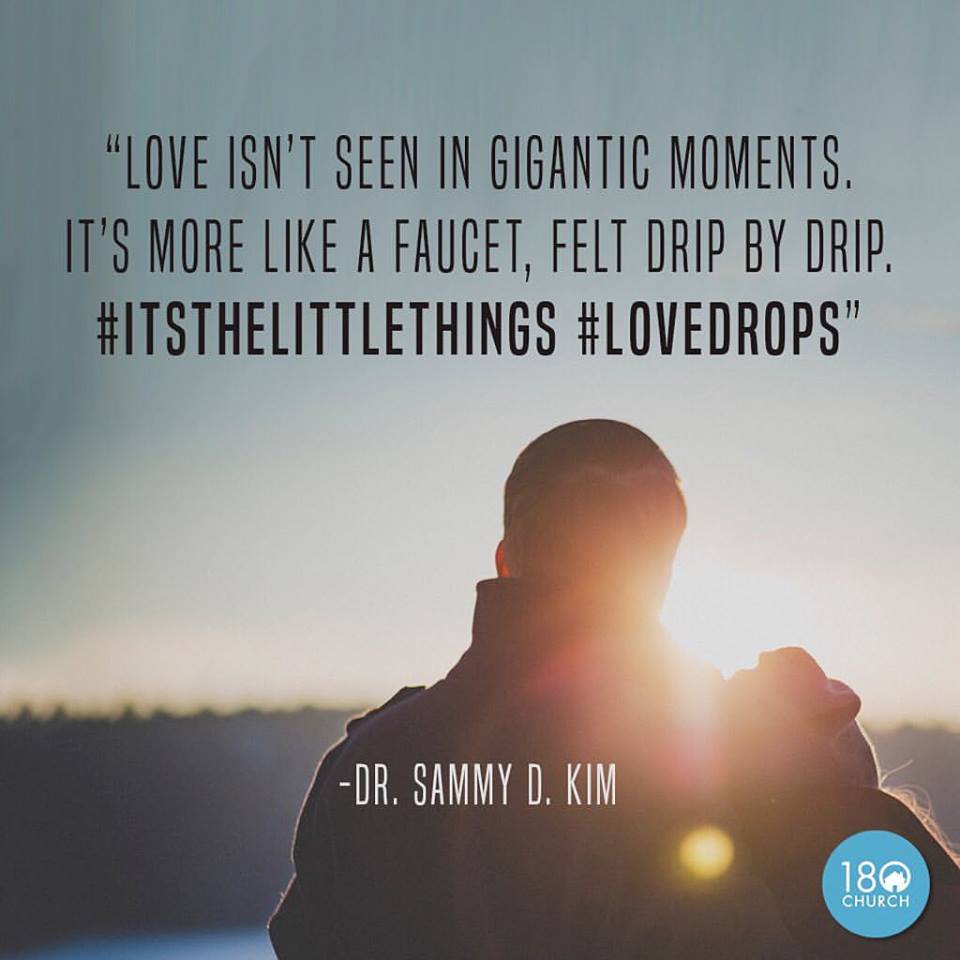 “LOVE ISN’T SEEN IN GIGANTIC MOMENTS.
IT’S MORE LIKE A FAUCET, FELT DRIP BY DRIP.
#ITSTHELITTLETHINGS #LOVEDROPS”
-DR. SAMMY D. KIM
180
CHURCH